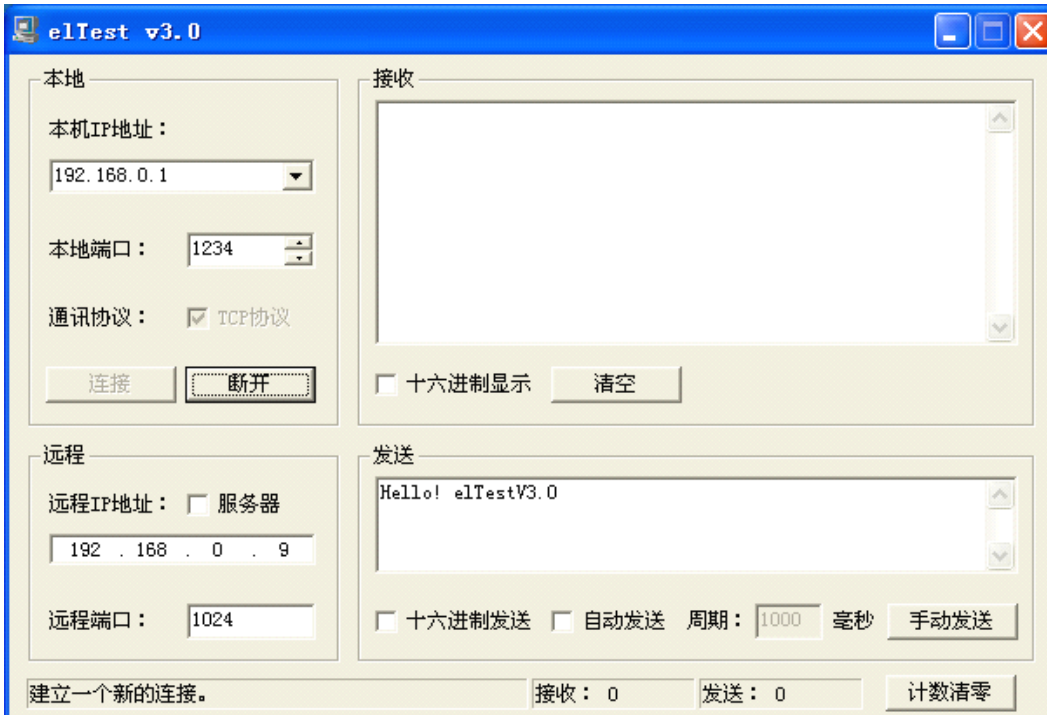 elTest v3.0
本地
本机IP地址：
192.168.0.1
本地端口：
1234
通讯协议：
TCP协议
连接
断开
接收
十六进制显示
清空
远程
远程IP地址：
服务器
192 . 168 . 0 . 9
远程端口：
1024
发送
Hello! elTestV3.0
十六进制发送
自动发送
周期：
1000
毫秒
手动发送
建立一个新的连接。
接收： 0
发送： 0
计数清零